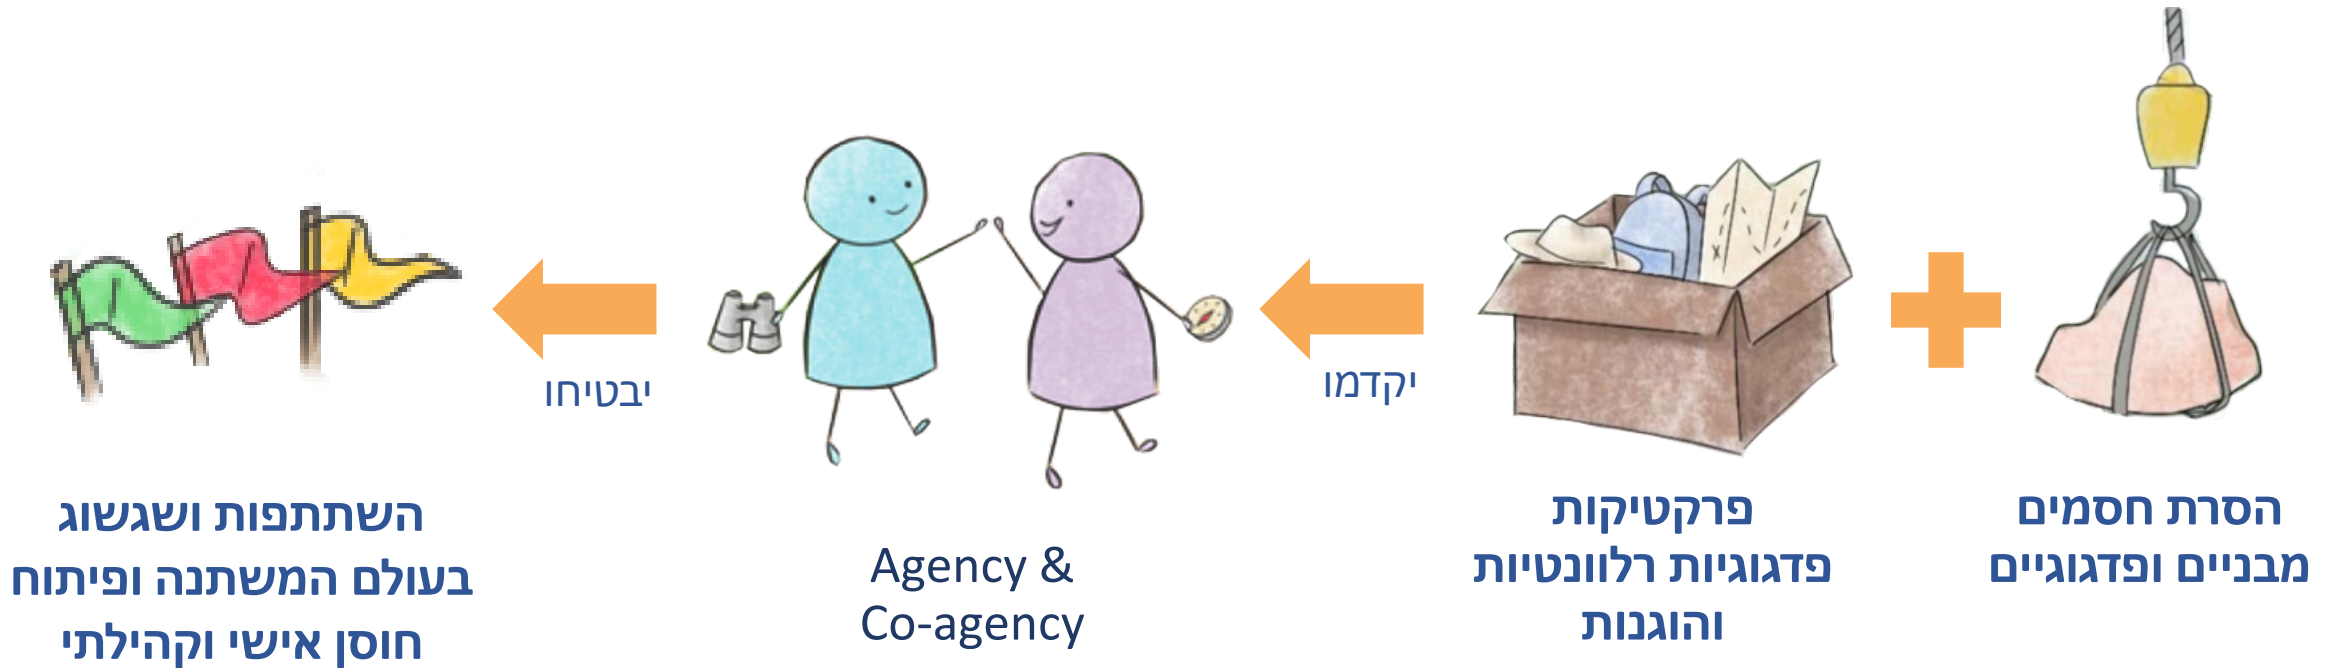 הסרת חסמים
מבניים ופדגוגיים
פרקטיקות
פדגוגיות רלוונטיות
והוגנות
יקדמו
Agency &
Co-agency
יבטיחו
השתתפות ושגשוג
בעולם המשתנה ופיתוח
חוסן אישי וקהילתי